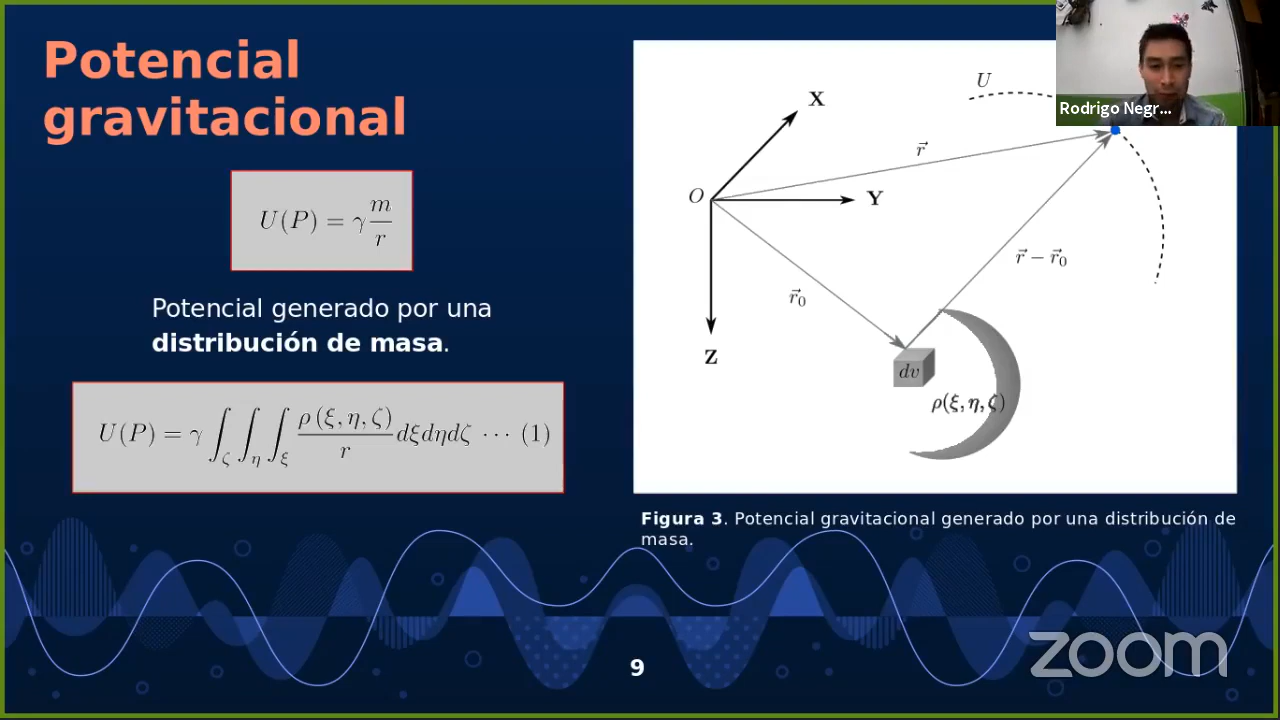 Potencial
gravitacional
U(P) = γ m/r
Potencial generado por una
distribución de masa.
U(P) = γ ∫_ζ ∫_η ∫_ξ ρ(ξ, η, ζ)/r dξdηdζ ··· (1)
U
X
r⃗
O
Y
r⃗ − r⃗₀
r⃗₀
Z
dv
ρ(ξ, η, ζ)
Figura 3. Potencial gravitacional generado por una distribución de
masa.
Rodrigo Negr...
9
zoom